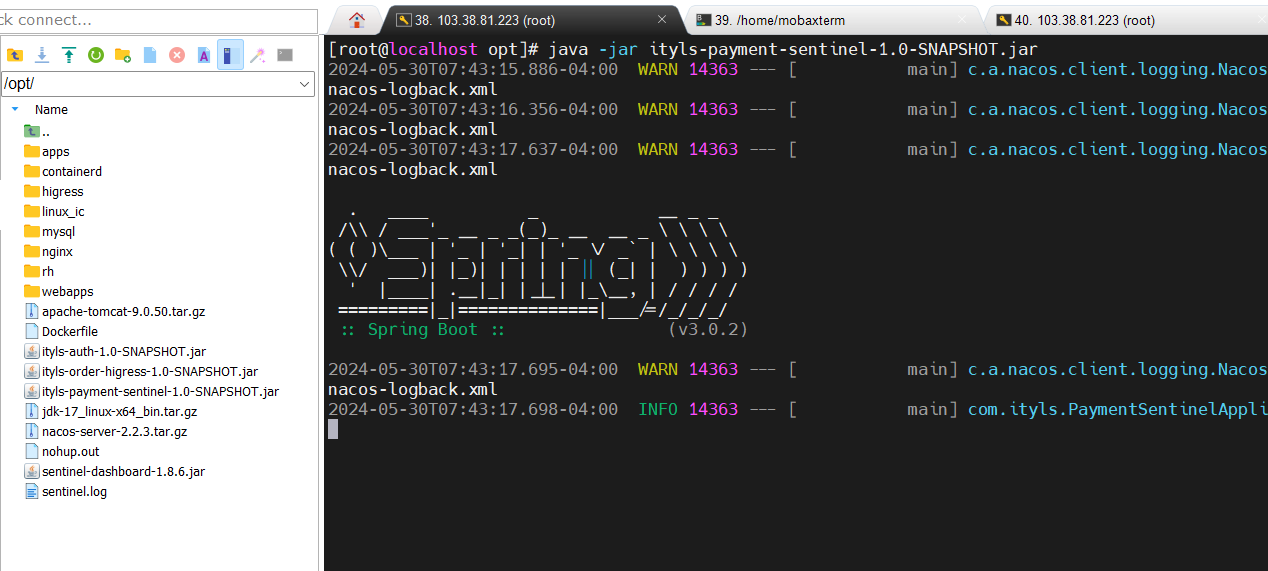 ck connect...
38. 103.38.81.223 (root)
39. /home/mobaxterm
40. 103.38.81.223 (root)
/opt/
Name
..
apps
containerd
higress
linux_ic
mysql
nginx
rh
webapps
apache-tomcat-9.0.50.tar.gz
Dockerfile
ityls-auth-1.0-SNAPSHOT.jar
ityls-order-higress-1.0-SNAPSHOT.jar
ityls-payment-sentinel-1.0-SNAPSHOT.jar
jdk-17_linux-x64_bin.tar.gz
nacos-server-2.2.3.tar.gz
nohup.out
sentinel-dashboard-1.8.6.jar
sentinel.log
[root@localhost opt]# java -jar ityls-payment-sentinel-1.0-SNAPSHOT.jar
2024-05-30T07:43:15.886-04:00  WARN 14363 --- [           main] c.a.nacos.client.logging.Nacos
nacos-logback.xml
2024-05-30T07:43:16.356-04:00  WARN 14363 --- [           main] c.a.nacos.client.logging.Nacos
nacos-logback.xml
2024-05-30T07:43:17.637-04:00  WARN 14363 --- [           main] c.a.nacos.client.logging.Nacos
nacos-logback.xml
Spring
:: Spring Boot ::                (v3.0.2)
2024-05-30T07:43:17.695-04:00  WARN 14363 --- [           main] c.a.nacos.client.logging.Nacos
nacos-logback.xml
2024-05-30T07:43:17.698-04:00  INFO 14363 --- [           main] com.ityls.PaymentSentinelAppli